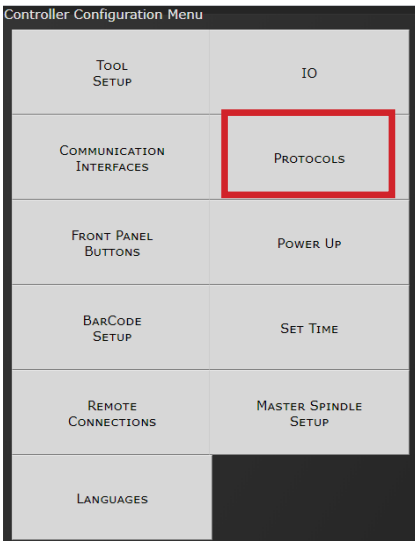 Controller Configuration Menu
Tool
Setup
IO
Communication
Interfaces
Protocols
Front Panel
Buttons
Power Up
BarCode
Setup
Set Time
Remote
Connections
Master Spindle
Setup
Languages